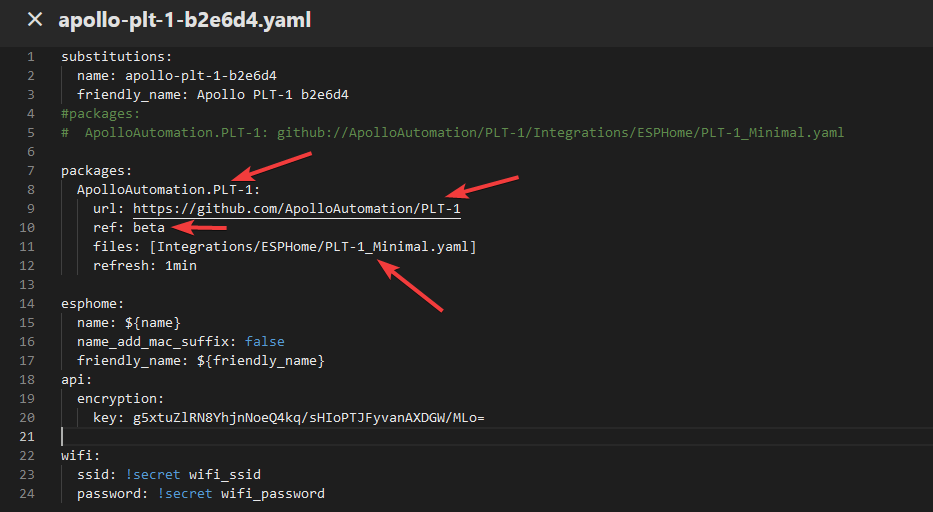 × apollo-plt-1-b2e6d4.yaml
1 substitutions:
2 name: apollo-plt-1-b2e6d4
3 friendly_name: Apollo PLT-1 b2e6d4
4 #packages:
5 # ApolloAutomation.PLT-1: github://ApolloAutomation/PLT-1/Integrations/ESPHome/PLT-1_Minimal.yaml
6
7 packages:
8 ApolloAutomation.PLT-1:
9 url: https://github.com/ApolloAutomation/PLT-1
10 ref: beta
11 files: [Integrations/ESPHome/PLT-1_Minimal.yaml]
12 refresh: 1min
13
14 esphome:
15 name: ${name}
16 name_add_mac_suffix: false
17 friendly_name: ${friendly_name}
18 api:
19 encryption:
20 key: g5xtuZlRN8YhjnNoeQ4kq/sHIoPTJFyvanAXDGW/MLo=
21
22 wifi:
23 ssid: !secret wifi_ssid
24 password: !secret wifi_password